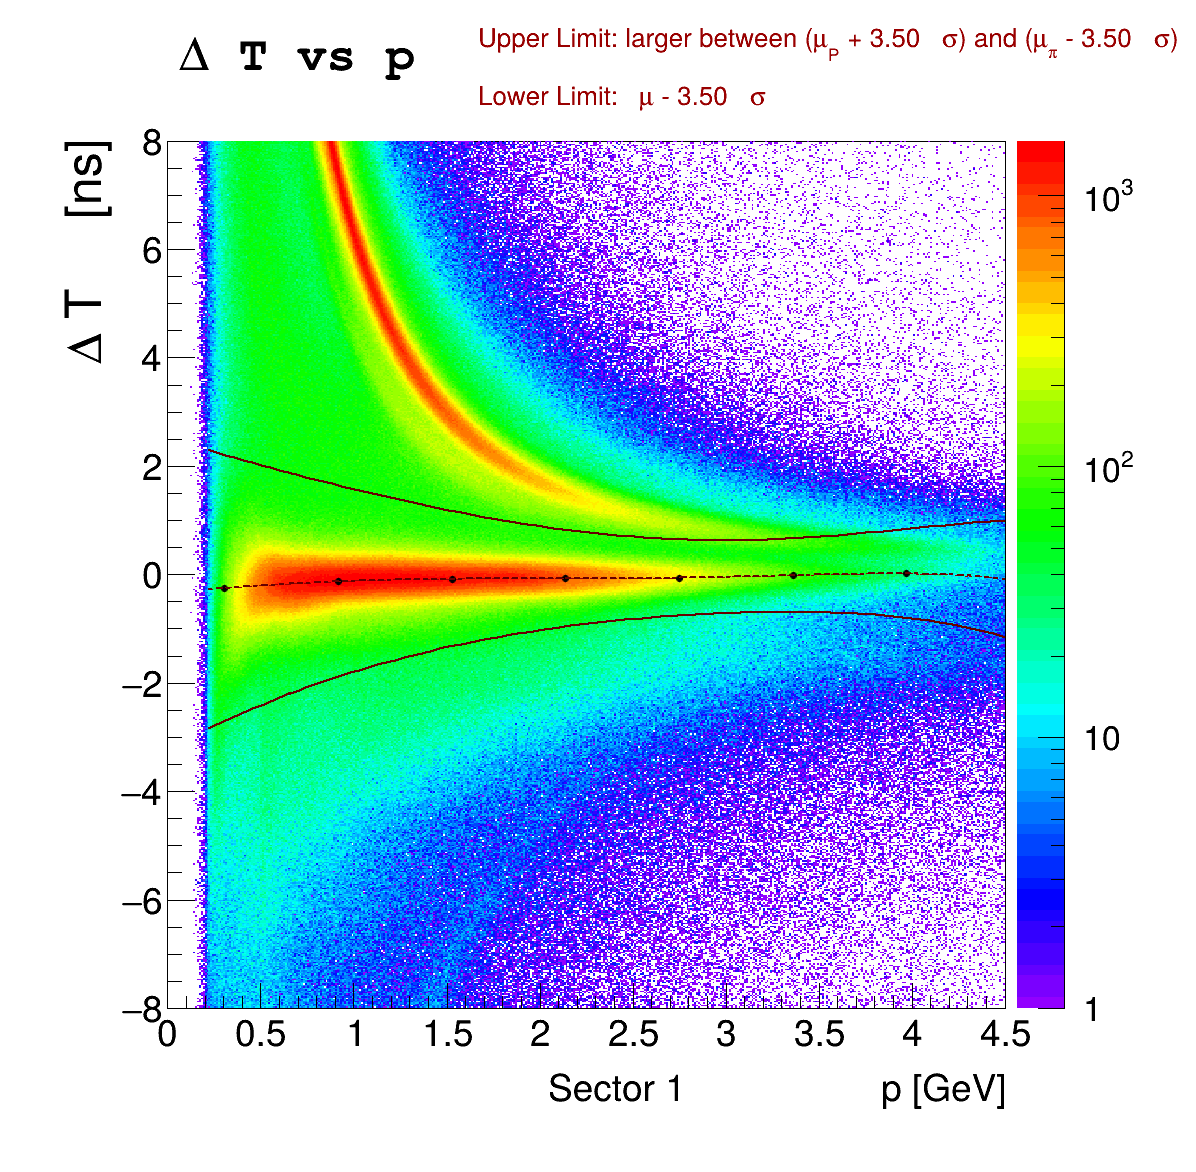 Δ T vs p
Upper Limit: larger between (μP + 3.50 σ) and (μπ - 3.50 σ)
Lower Limit: μ - 3.50 σ
Δ T [ns]
8
6
4
2
0
−2
−4
−6
−8
0 0.5 1 1.5 2 2.5 3 3.5 4 4.5
10³
10²
10
1
Sector 1
p [GeV]